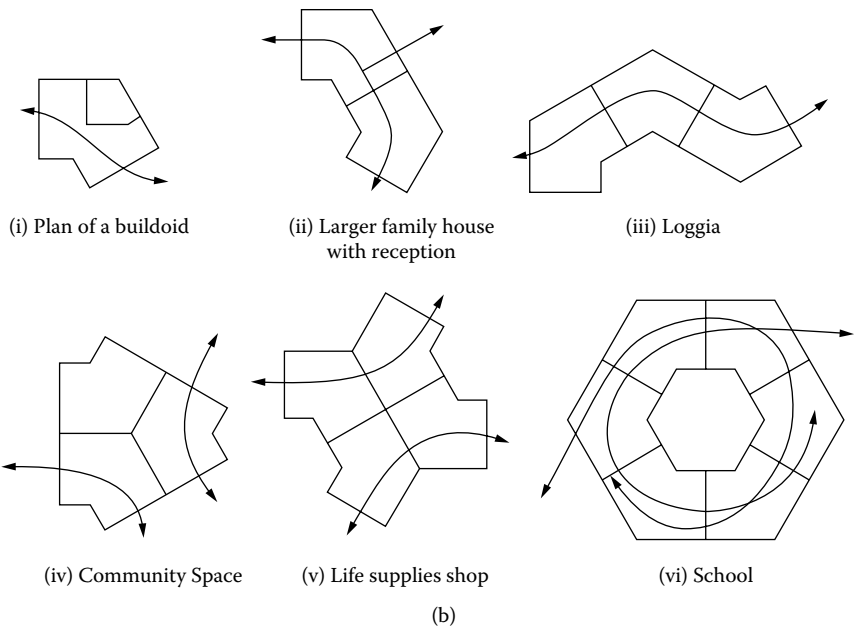 (i) Plan of a buildoid
(ii) Larger family house
with reception
(iii) Loggia
(iv) Community Space
(v) Life supplies shop
(vi) School
(b)